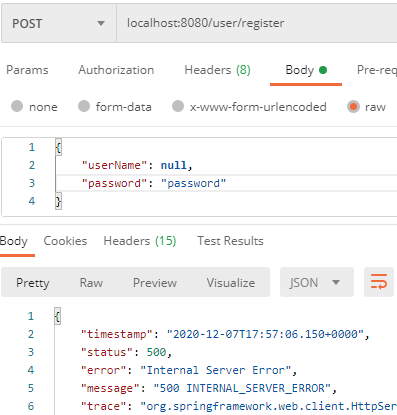 POST localhost:8080/user/register
Params Authorization Headers (8) Body Pre-req
none form-data x-www-form-urlencoded raw
1 {
2 "userName": null,
3 "password": "password"
4 }
Body Cookies Headers (15) Test Results
Pretty Raw Preview Visualize JSON
1 {
2 "timestamp": "2020-12-07T17:57:06.150+0000",
3 "status": 500,
4 "error": "Internal Server Error",
5 "message": "500 INTERNAL_SERVER_ERROR",
6 "trace": "org.springframework.web.client.HttpSer